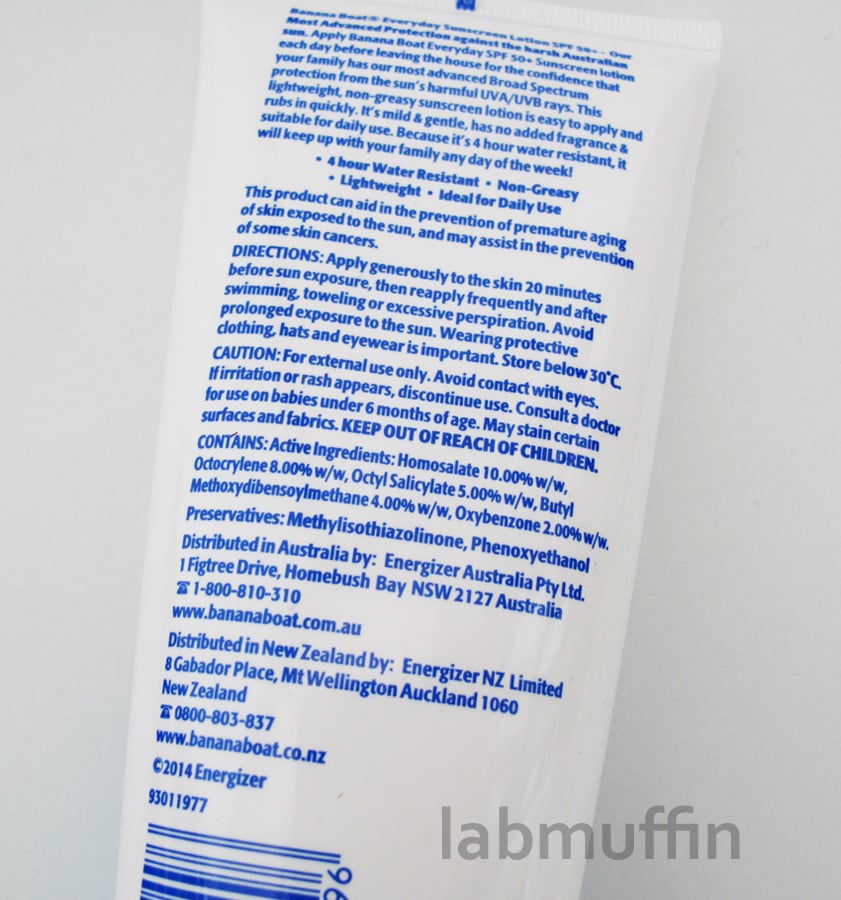 Banana Boat® Everyday Sunscreen Lotion SPF 50+ - Our
Most Advanced Protection against the harsh Australian
sun. Apply Banana Boat Everyday SPF 50+ Sunscreen lotion
each day before leaving the house for the confidence that
your family has our most advanced Broad Spectrum
protection from the sun's harmful UVA/UVB rays. This
lightweight, non-greasy sunscreen lotion is easy to apply and
rubs in quickly. It's mild & gentle, has no added fragrance &
suitable for daily use. Because it's 4 hour water resistant, it
will keep up with your family any day of the week!
• 4 hour Water Resistant • Non-Greasy
• Lightweight • Ideal for Daily Use
This product can aid in the prevention of premature aging
of skin exposed to the sun, and may assist in the prevention
of some skin cancers.
DIRECTIONS: Apply generously to the skin 20 minutes
before sun exposure, then reapply frequently and after
swimming, toweling or excessive perspiration. Avoid
prolonged exposure to the sun. Wearing protective
clothing, hats and eyewear is important. Store below 30°C.
CAUTION: For external use only. Avoid contact with eyes.
If irritation or rash appears, discontinue use. Consult a doctor
for use on babies under 6 months of age. May stain certain
surfaces and fabrics. KEEP OUT OF REACH OF CHILDREN.
CONTAINS: Active Ingredients: Homosalate 10.00% w/w,
Octocrylene 8.00% w/w, Octyl Salicylate 5.00% w/w, Butyl
Methoxydibensoylmethane 4.00% w/w, Oxybenzone 2.00% w/w.
Preservatives: Methylisothiazolinone, Phenoxyethanol
Distributed in Australia by: Energizer Australia Pty Ltd.
1 Figtree Drive, Homebush Bay NSW 2127 Australia
☎ 1-800-810-310
www.bananaboat.com.au
Distributed in New Zealand by: Energizer NZ Limited
8 Gabador Place, Mt Wellington Auckland 1060
New Zealand
☎ 0800-803-837
www.bananaboat.co.nz
©2014 Energizer
93011977
96
labmuffin